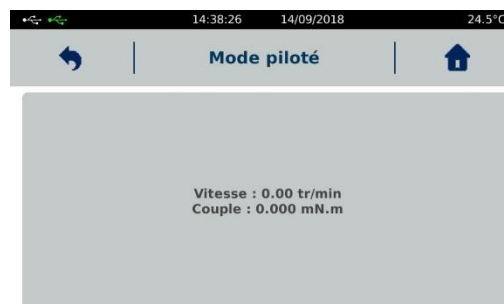 14:38:26 14/09/2018 24.5°C
Mode piloté
Vitesse : 0.00 tr/min
Couple : 0.000 mN.m